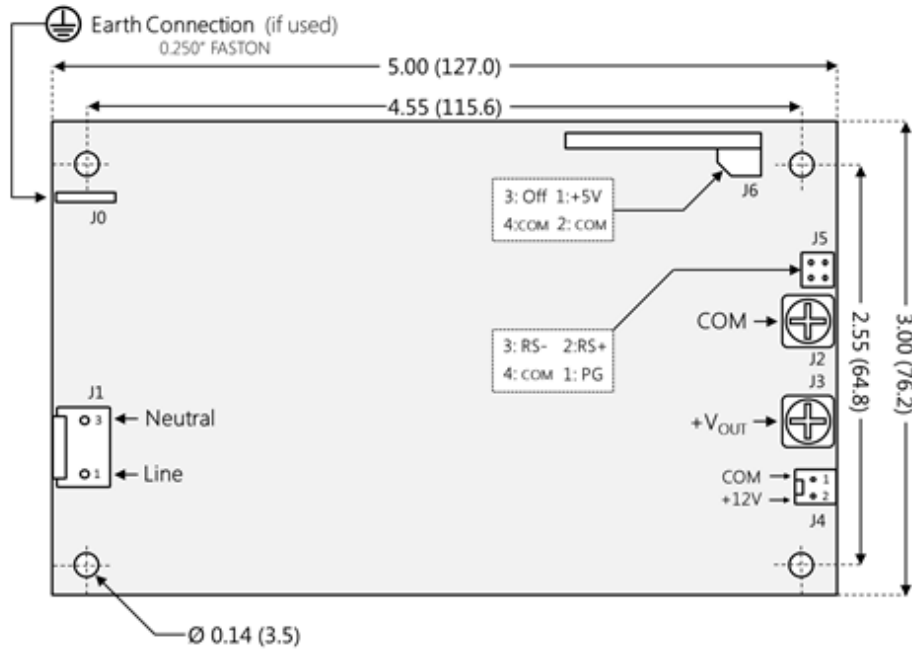 Earth Connection (if used)
0.250" FASTON
5.00 (127.0)
4.55 (115.6)
J6
3: Off 1:+5V
4:COM 2: COM
J0
J5
COM
J2
3: RS- 2:RS+
4: COM 1: PG
2.55 (64.8)
3.00 (76.2)
J1
J3
3
Neutral
+VOUT
1
Line
COM
1
+12V
2
J4
Ø 0.14 (3.5)